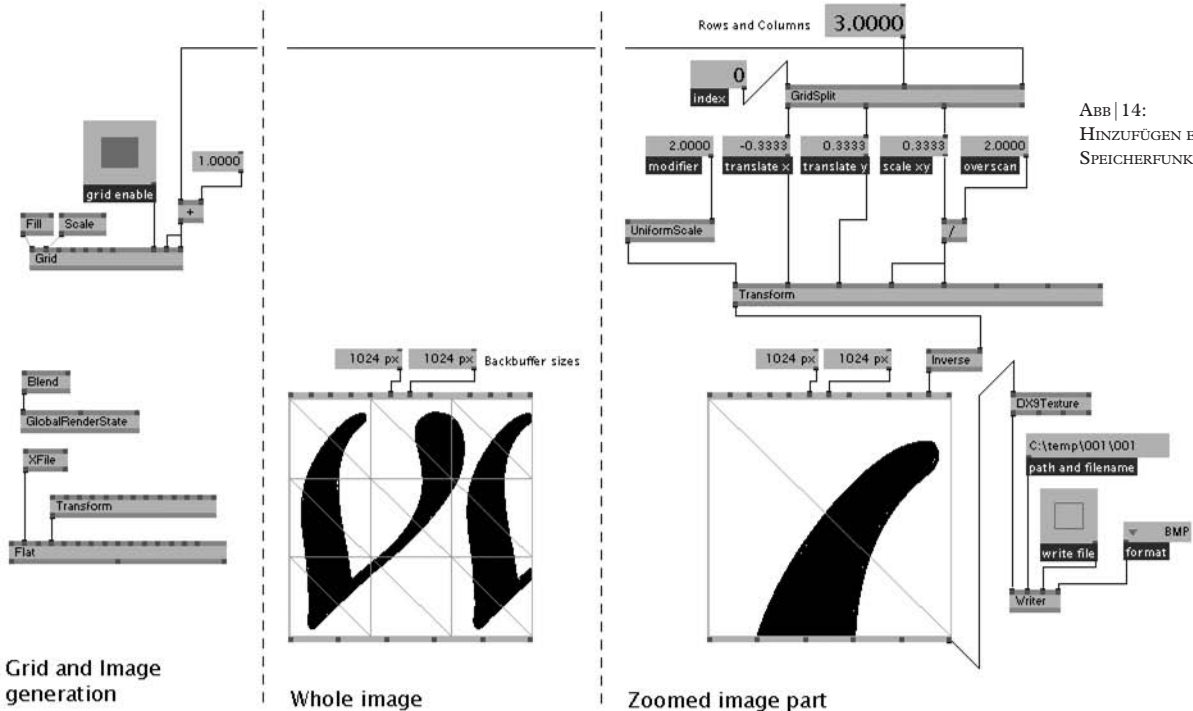 Rows and Columns
3.0000
0
index
GridSplit
ABB|14:
HINZUFÜGEN E
SPEICHERFUNK
1.0000
grid enable
+
Fill
Scale
Grid
2.0000
modifier
-0.3333
translate x
0.3333
translate y
0.3333
scale xy
2.0000
overscan
UniformScale
/
Transform
1024 px
1024 px
Backbuffer sizes
1024 px
1024 px
Inverse
Blend
GlobalRenderState
XFile
Transform
Flat
DX9Texture
C:\temp\001\001
path and filename
write file
BMP
format
Writer
Grid and Image
generation
Whole image
Zoomed image part